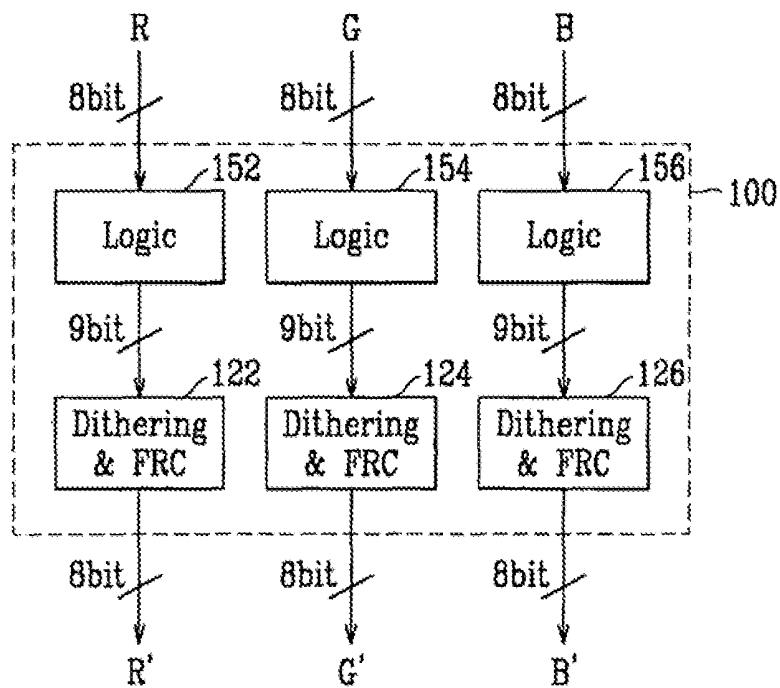 R G B
8bit 8bit 8bit
152 154 156
100
Logic Logic Logic
9bit 9bit 9bit
122 124 126
Dithering Dithering Dithering
& FRC & FRC & FRC
8bit 8bit 8bit
R' G' B'